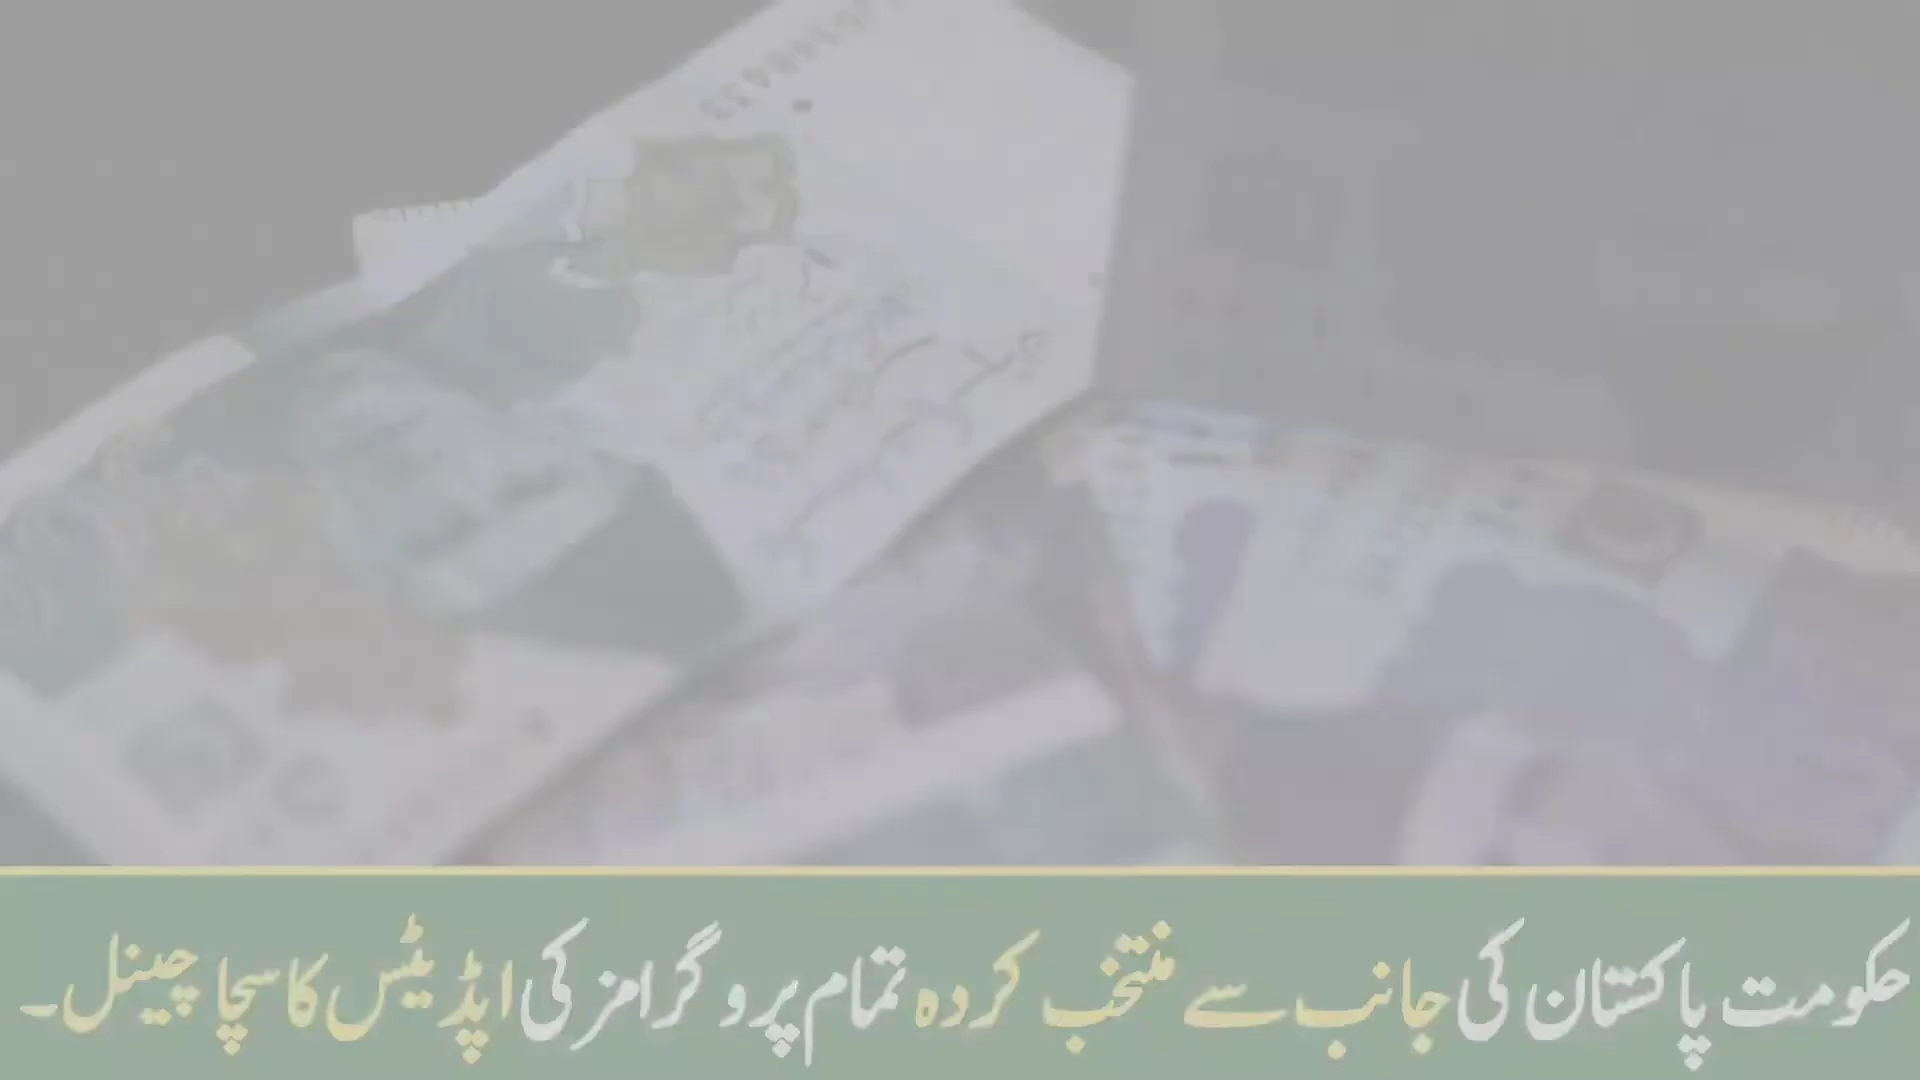 حکومت پاکستان کی جانب سے منتخب کردہ تمام پروگرامز کی اپڈیٹس کا سچا چینل۔